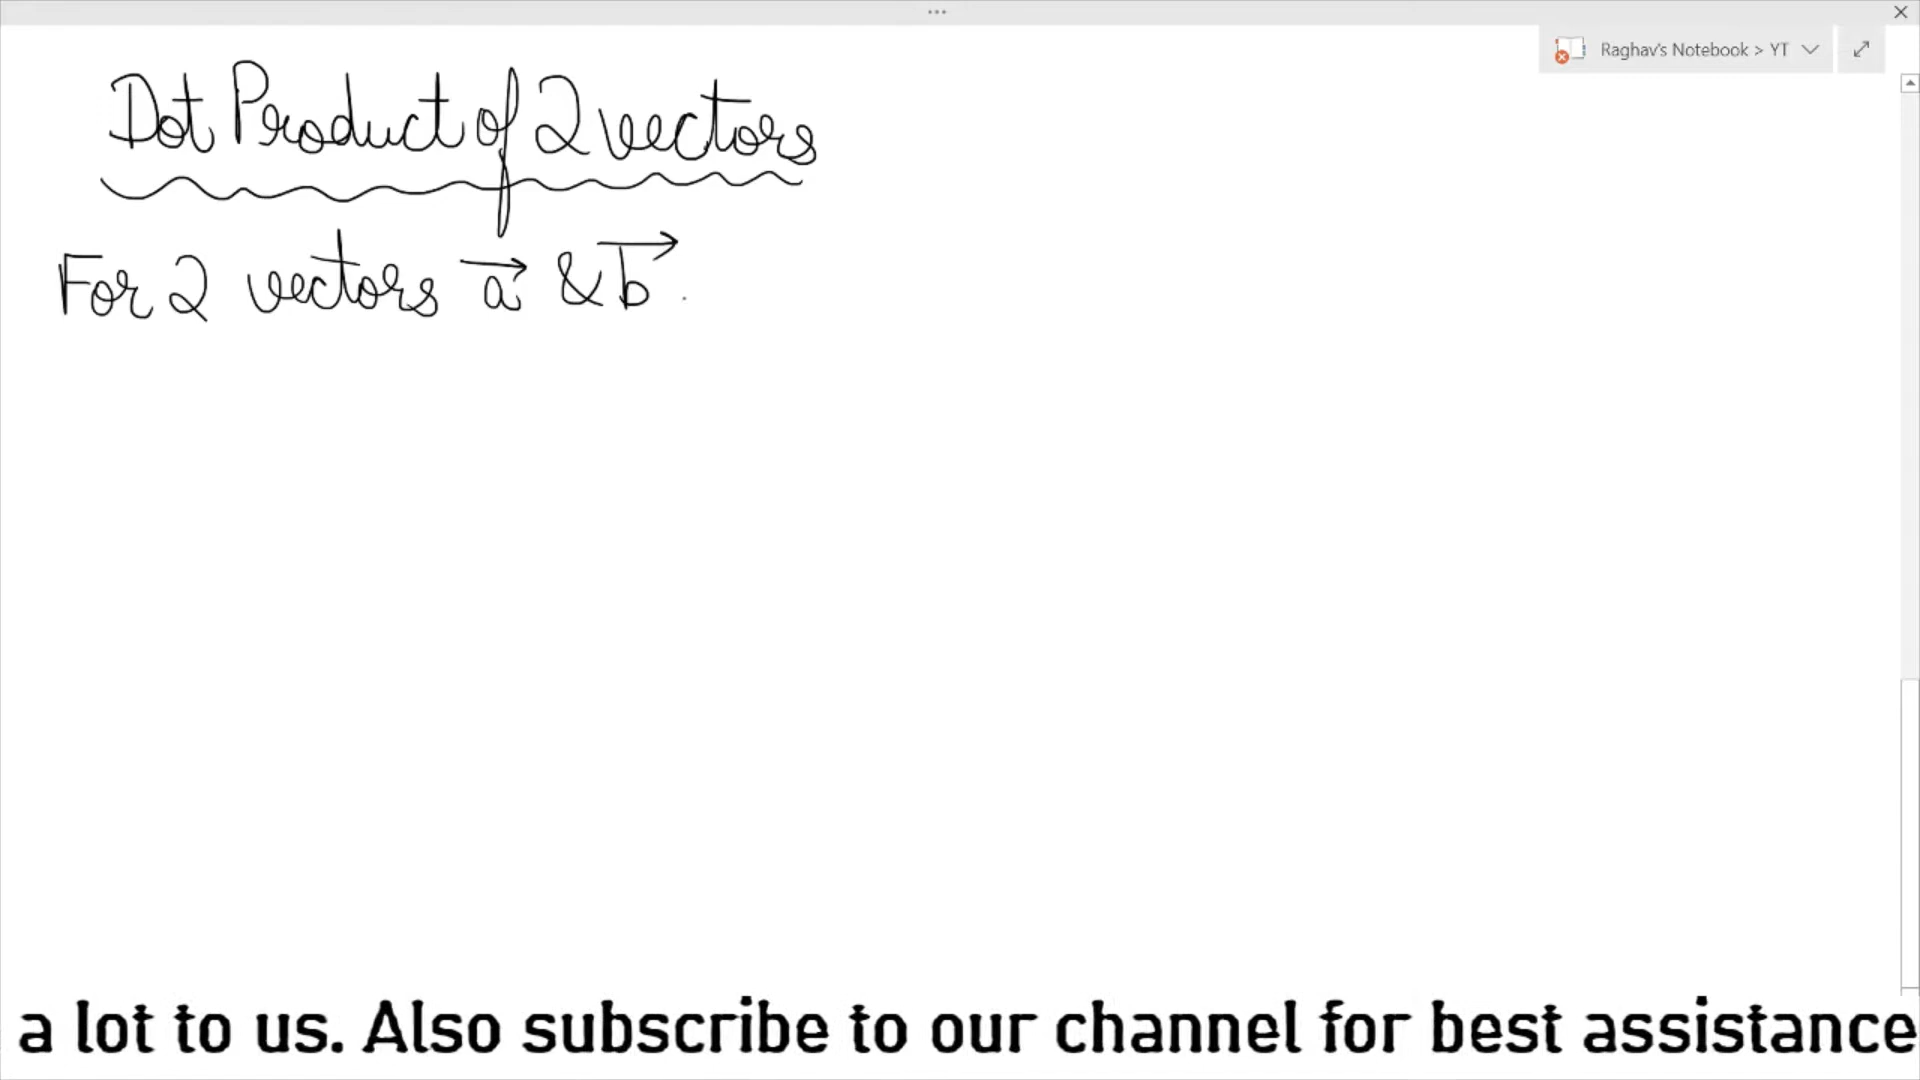 Raghav's Notebook > YT
Dot Product of 2 vectors
For 2 vectors a⃗ & b⃗
a lot to us. Also subscribe to our channel for best assistance